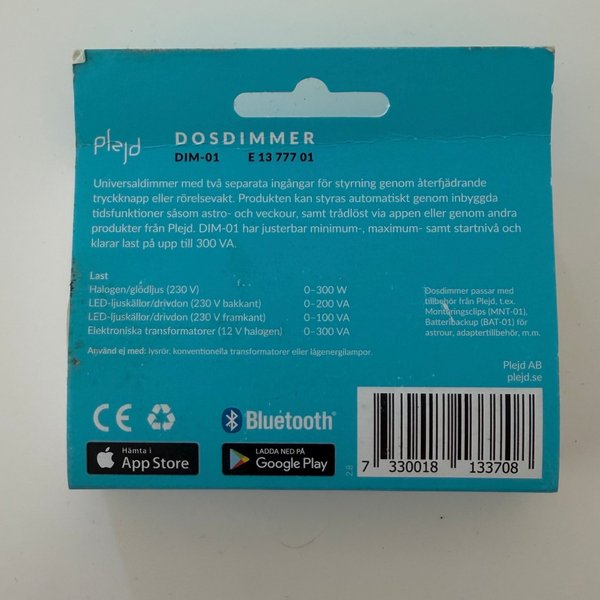 plejd
DOSDIMMER
DIM-01 E 13 777 01
Universaldimmer med två separata ingångar för styrning genom återfjädrande
tryckknapp eller rörelsevakt. Produkten kan styras automatiskt genom inbyggda
tidsfunktioner såsom astro- och veckour, samt trådlöst via appen eller genom andra
produkter från Plejd. DIM-01 har justerbar minimum-, maximum- samt startnivå och
klarar last på upp till 300 VA.
Last
Halogen/glödljus (230 V) 0–300 W
LED-ljuskällor/drivdon (230 V bakkant) 0–200 VA
LED-ljuskällor/drivdon (230 V framkant) 0–100 VA
Elektroniska transformatorer (12 V halogen) 0–300 VA
Använd ej med: lysrör, konventionella transformatorer eller lågenergilampor.
Dosdimmer passar med
tillbehör från Plejd, t.ex.
Monteringsclips (MNT-01),
Batteribackup (BAT-01) för
astrour, adaptertillbehör, m.m.
Plejd AB
plejd.se
CE
Bluetooth®
Hämta i
App Store
LADDA NED PÅ
Google Play
2.8
7 330018 133708